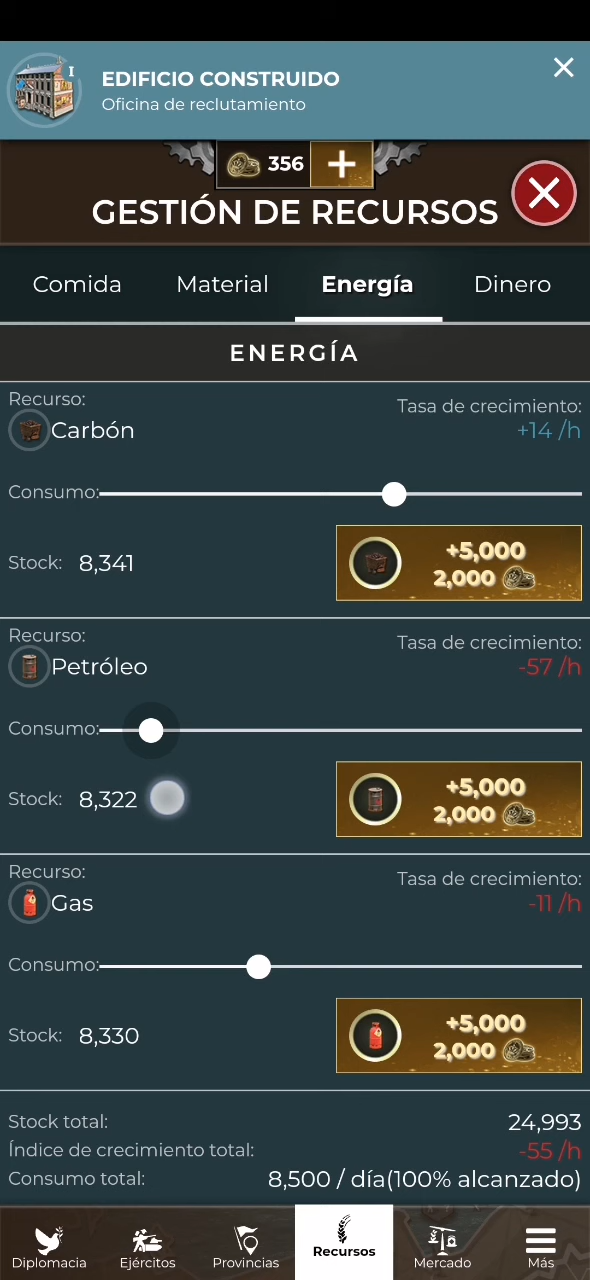 I
EDIFICIO CONSTRUIDO
Oficina de reclutamiento
356
GESTIÓN DE RECURSOS
Comida Material Energía Dinero
ENERGÍA
Recurso:
Carbón
Tasa de crecimiento:
+14 /h
Consumo:
Stock: 8,341
+5,000
2,000
Recurso:
Petróleo
Tasa de crecimiento:
-57 /h
Consumo:
Stock: 8,322
+5,000
2,000
Recurso:
Gas
Tasa de crecimiento:
-11 /h
Consumo:
Stock: 8,330
+5,000
2,000
Stock total: 24,993
Índice de crecimiento total: -55 /h
Consumo total: 8,500 / día(100% alcanzado)
Diplomacia Ejércitos Provincias Recursos Mercado Más